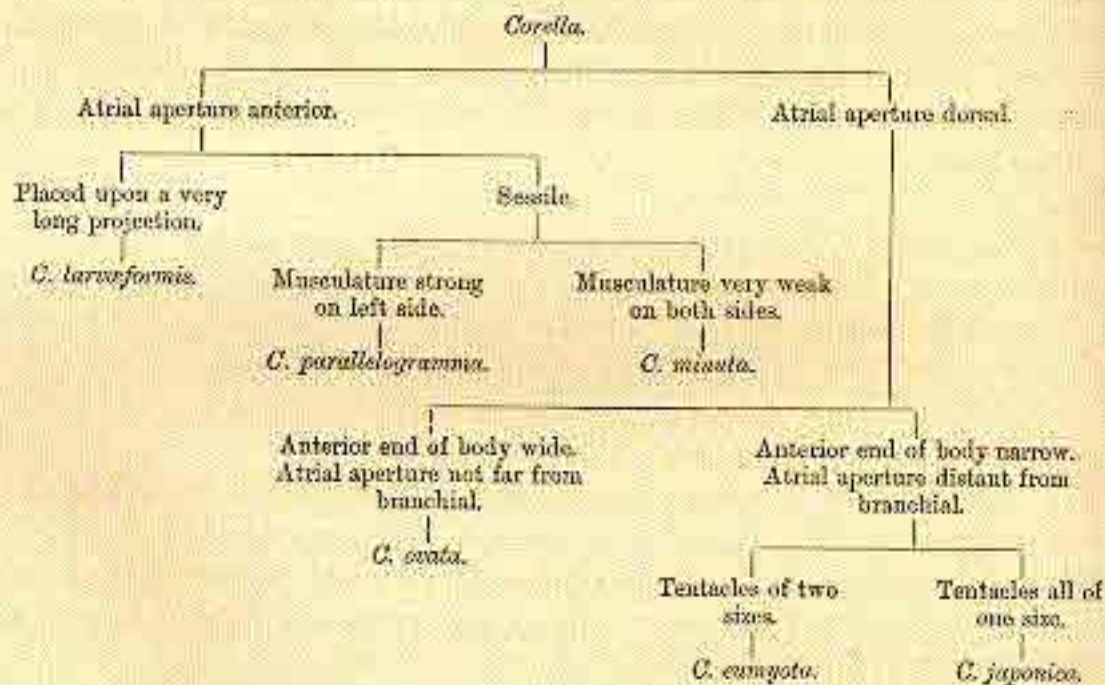 Corella.
Atrial aperture anterior.
Atrial aperture dorsal.
Placed upon a very
long projection.
Sessile.
C. larvæformis.
Musculature strong
on left side.
Musculature very weak
on both sides.
C. parallelogramma.
C. minuta.
Anterior end of body wide.
Atrial aperture not far from
branchial.
Anterior end of body narrow.
Atrial aperture distant from
branchial.
C. ovata.
Tentacles of two
sizes.
Tentacles all of
one size.
C. eumyota.
C. japonica.